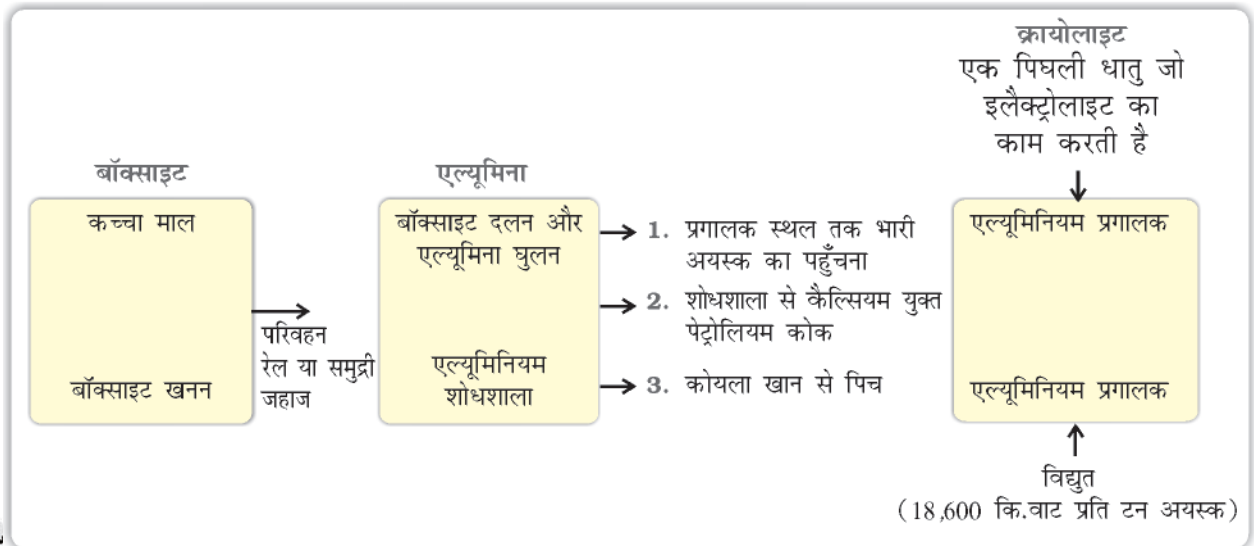 बॉक्साइट
कच्चा माल
बॉक्साइट खनन
परिवहन
रेल या समुद्री
जहाज
एल्यूमिना
बॉक्साइट दलन और
एल्यूमिना घुलन
एल्यूमिनियम
शोधशाला
1. प्रगालक स्थल तक भारी
अयस्क का पहुँचना
2. शोधशाला से कैल्सियम युक्त
पेट्रोलियम कोक
3. कोयला खान से पिच
क्रायोलाइट
एक पिघली धातु जो
इलैक्ट्रोलाइट का
काम करती है
एल्यूमिनियम प्रगालक
एल्यूमिनियम प्रगालक
विद्युत
(18,600 कि.वाट प्रति टन अयस्क)